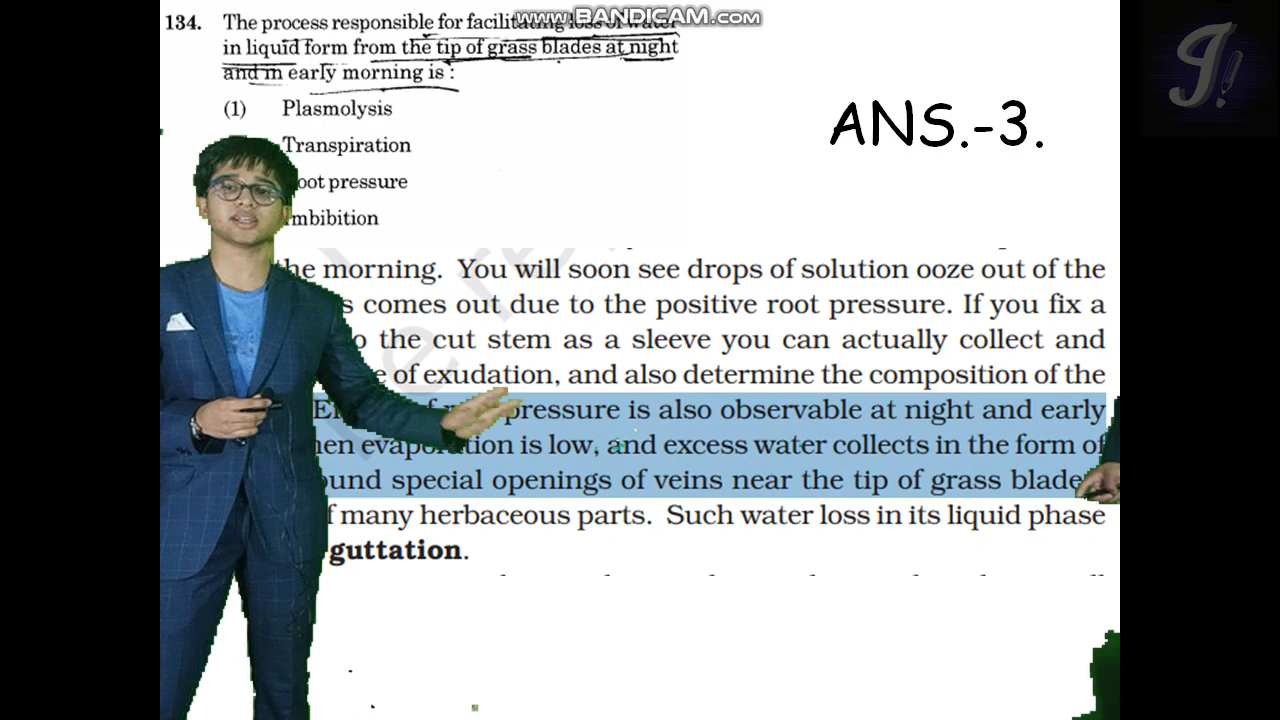 www.BANDICAM.com
134. The process responsible for facilitating loss of water
in liquid form from the tip of grass blades at night
and in early morning is :
(1) Plasmolysis
Transpiration
oot pressure
mbibition
ANS.-3.
he morning. You will soon see drops of solution ooze out of the
s comes out due to the positive root pressure. If you fix a
o the cut stem as a sleeve you can actually collect and
e of exudation, and also determine the composition of the
pressure is also observable at night and early
en evaporation is low, and excess water collects in the form of
ound special openings of veins near the tip of grass blade
f many herbaceous parts. Such water loss in its liquid phase
guttation.